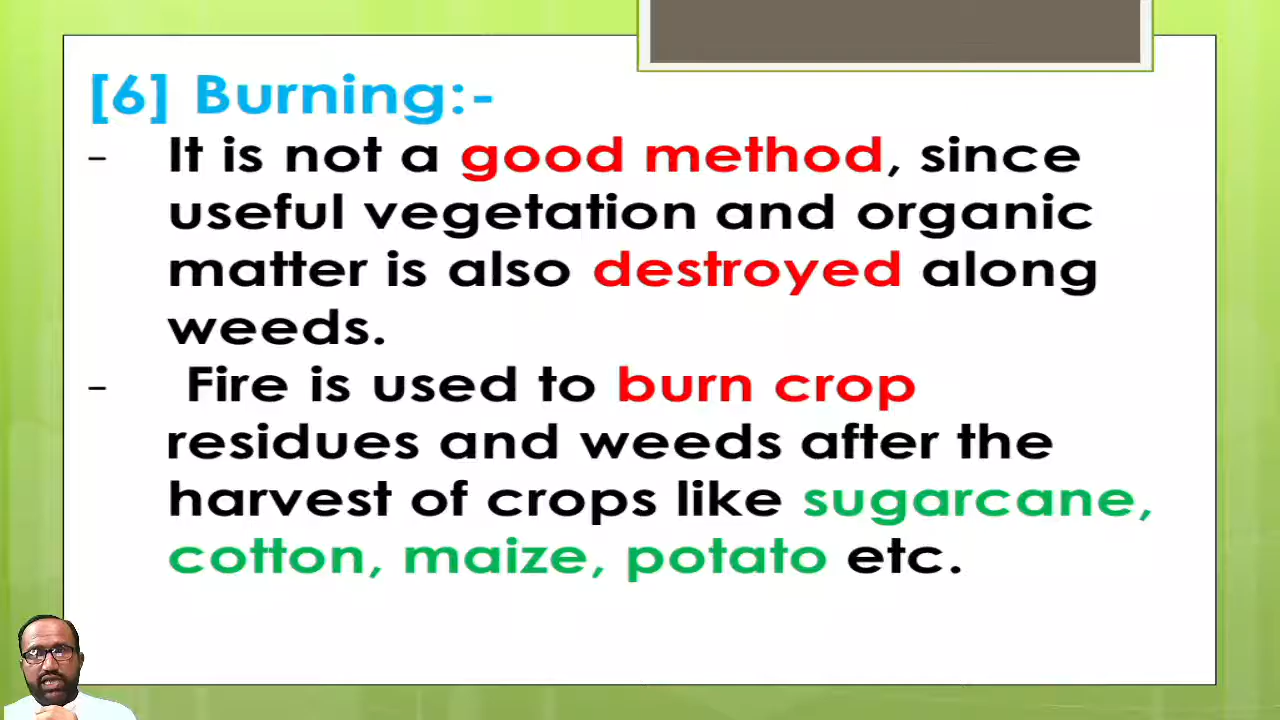 [6] Burning:-
- It is not a good method, since
useful vegetation and organic
matter is also destroyed along
weeds.
- Fire is used to burn crop
residues and weeds after the
harvest of crops like sugarcane,
cotton, maize, potato etc.